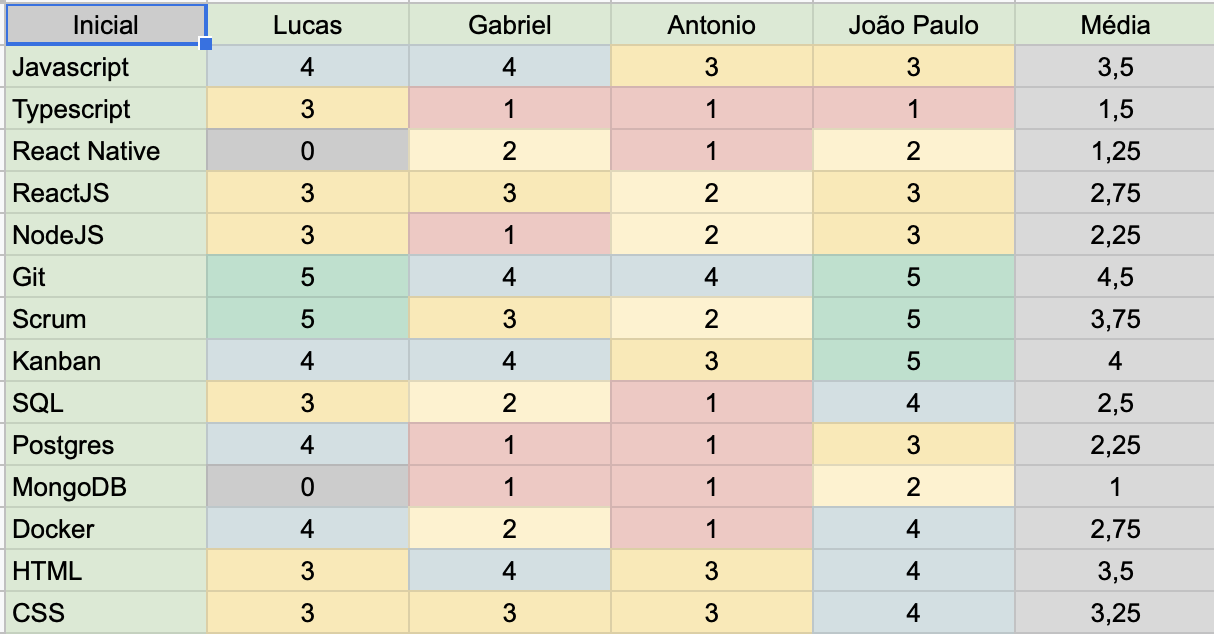 Inicial Lucas Gabriel Antonio João Paulo Média
Javascript 4 4 3 3 3,5
Typescript 3 1 1 1 1,5
React Native 0 2 1 2 1,25
ReactJS 3 3 2 3 2,75
NodeJS 3 1 2 3 2,25
Git 5 4 4 5 4,5
Scrum 5 3 2 5 3,75
Kanban 4 4 3 5 4
SQL 3 2 1 4 2,5
Postgres 4 1 1 3 2,25
MongoDB 0 1 1 2 1
Docker 4 2 1 4 2,75
HTML 3 4 3 4 3,5
CSS 3 3 3 4 3,25